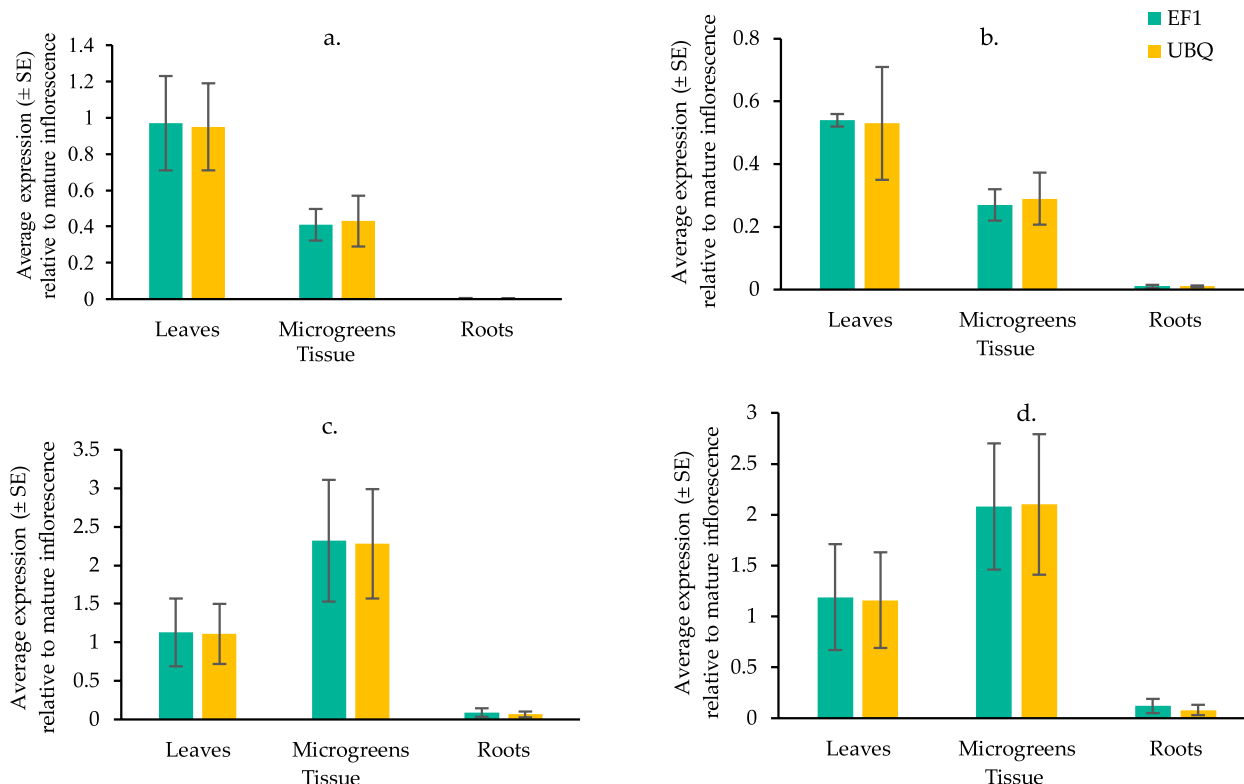 a.
Average expression (± SE)
relative to mature inflorescence
1.4
1.2
1
0.8
0.6
0.4
0.2
0
Leaves
Microgreens
Roots
Tissue
b.
EF1
UBQ
Average expression (± SE)
relative to mature inflorescence
0.8
0.6
0.4
0.2
0
Leaves
Microgreens
Roots
Tissue
c.
Average expression (± SE)
relative to mature inflorescence
3.5
3
2.5
2
1.5
1
0.5
0
Leaves
Microgreens
Roots
Tissue
d.
Average expression (± SE)
relative to mature inflorescence
3
2.5
2
1.5
1
0.5
0
Leaves
Microgreens
Roots
Tissue